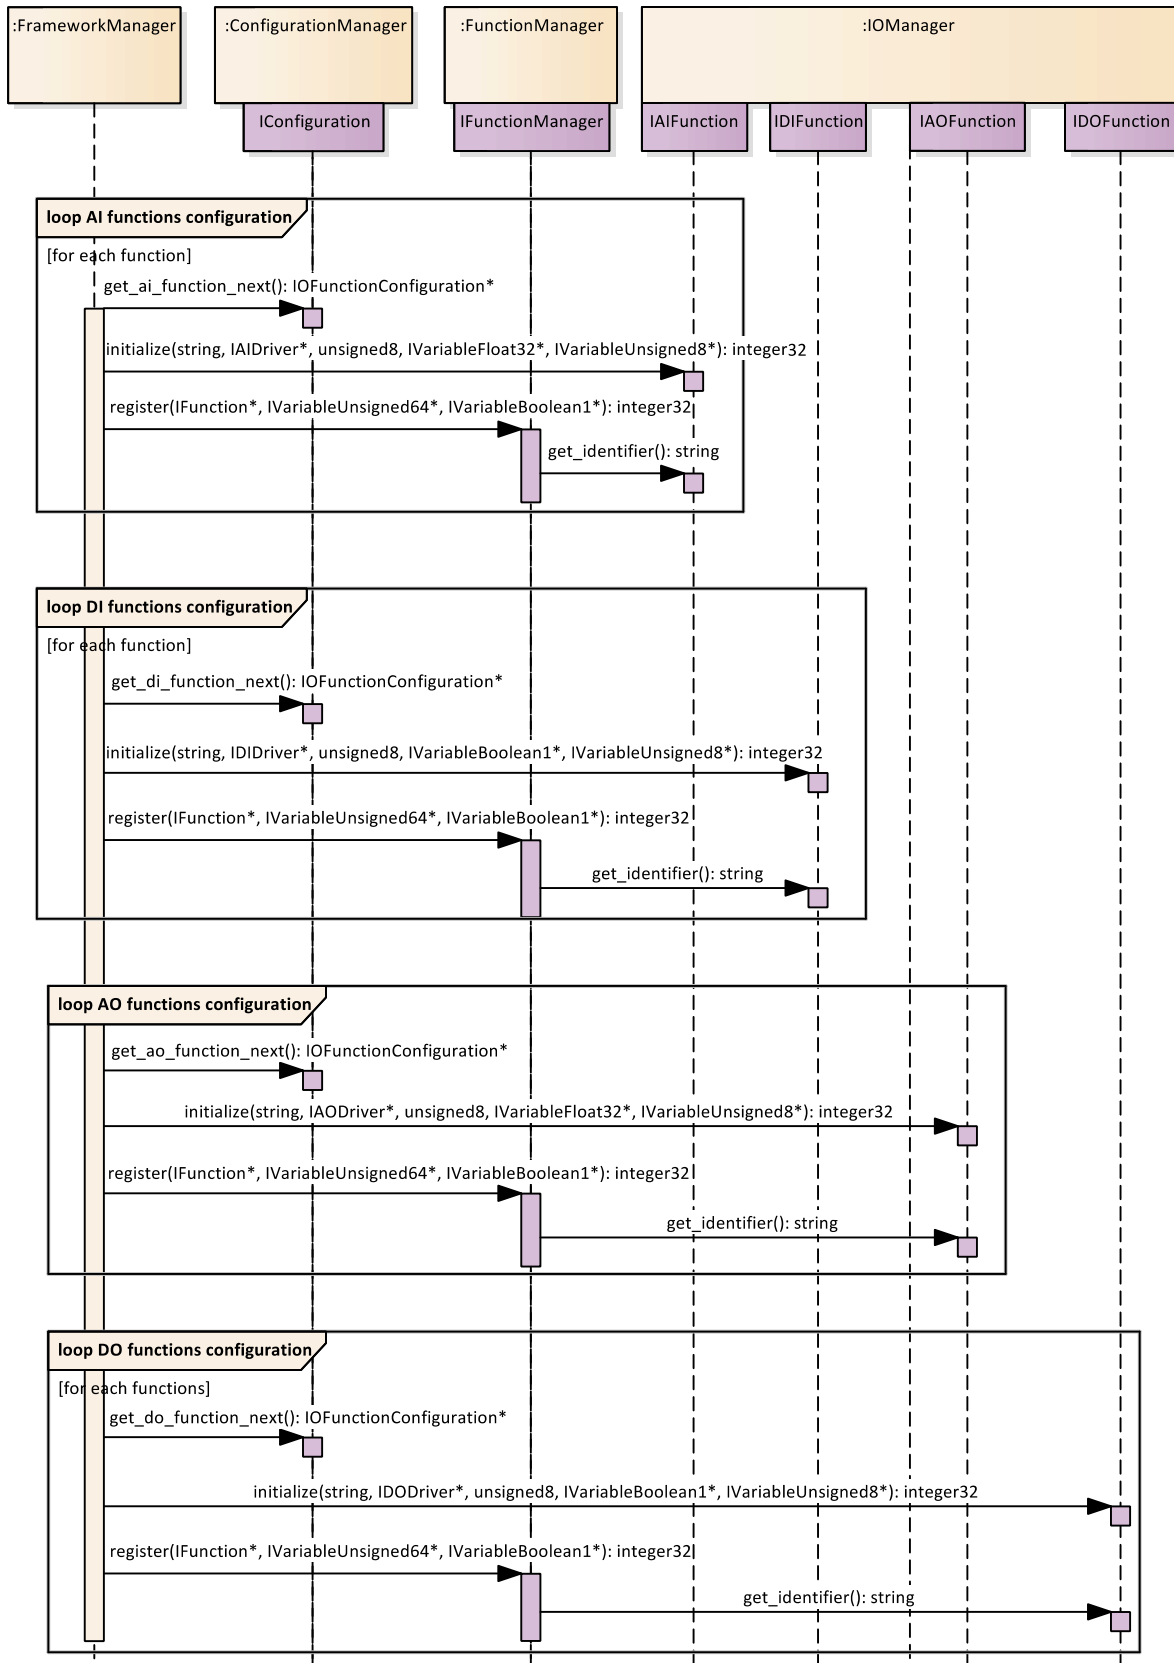 :FrameworkManager
:ConfigurationManager
:FunctionManager
:IOManager
IConfiguration
IFunctionManager
IAIFunction
IDIFunction
IAOFunction
IDOFunction
loop AI functions configuration
[for each function]
get_ai_function_next(): IOFunctionConfiguration*
initialize(string, IAIDriver*, unsigned8, IVariableFloat32*, IVariableUnsigned8*): integer32
register(IFunction*, IVariableUnsigned64*, IVariableBoolean1*): integer32
get_identifier(): string
loop DI functions configuration
[for each function]
get_di_function_next(): IOFunctionConfiguration*
initialize(string, IDIDriver*, unsigned8, IVariableBoolean1*, IVariableUnsigned8*): integer32
register(IFunction*, IVariableUnsigned64*, IVariableBoolean1*): integer32
get_identifier(): string
loop AO functions configuration
get_ao_function_next(): IOFunctionConfiguration*
initialize(string, IAODriver*, unsigned8, IVariableFloat32*, IVariableUnsigned8*): integer32
register(IFunction*, IVariableUnsigned64*, IVariableBoolean1*): integer32
get_identifier(): string
loop DO functions configuration
[for each functions]
get_do_function_next(): IOFunctionConfiguration*
initialize(string, IDODriver*, unsigned8, IVariableBoolean1*, IVariableUnsigned8*): integer32
register(IFunction*, IVariableUnsigned64*, IVariableBoolean1*): integer32
get_identifier(): string